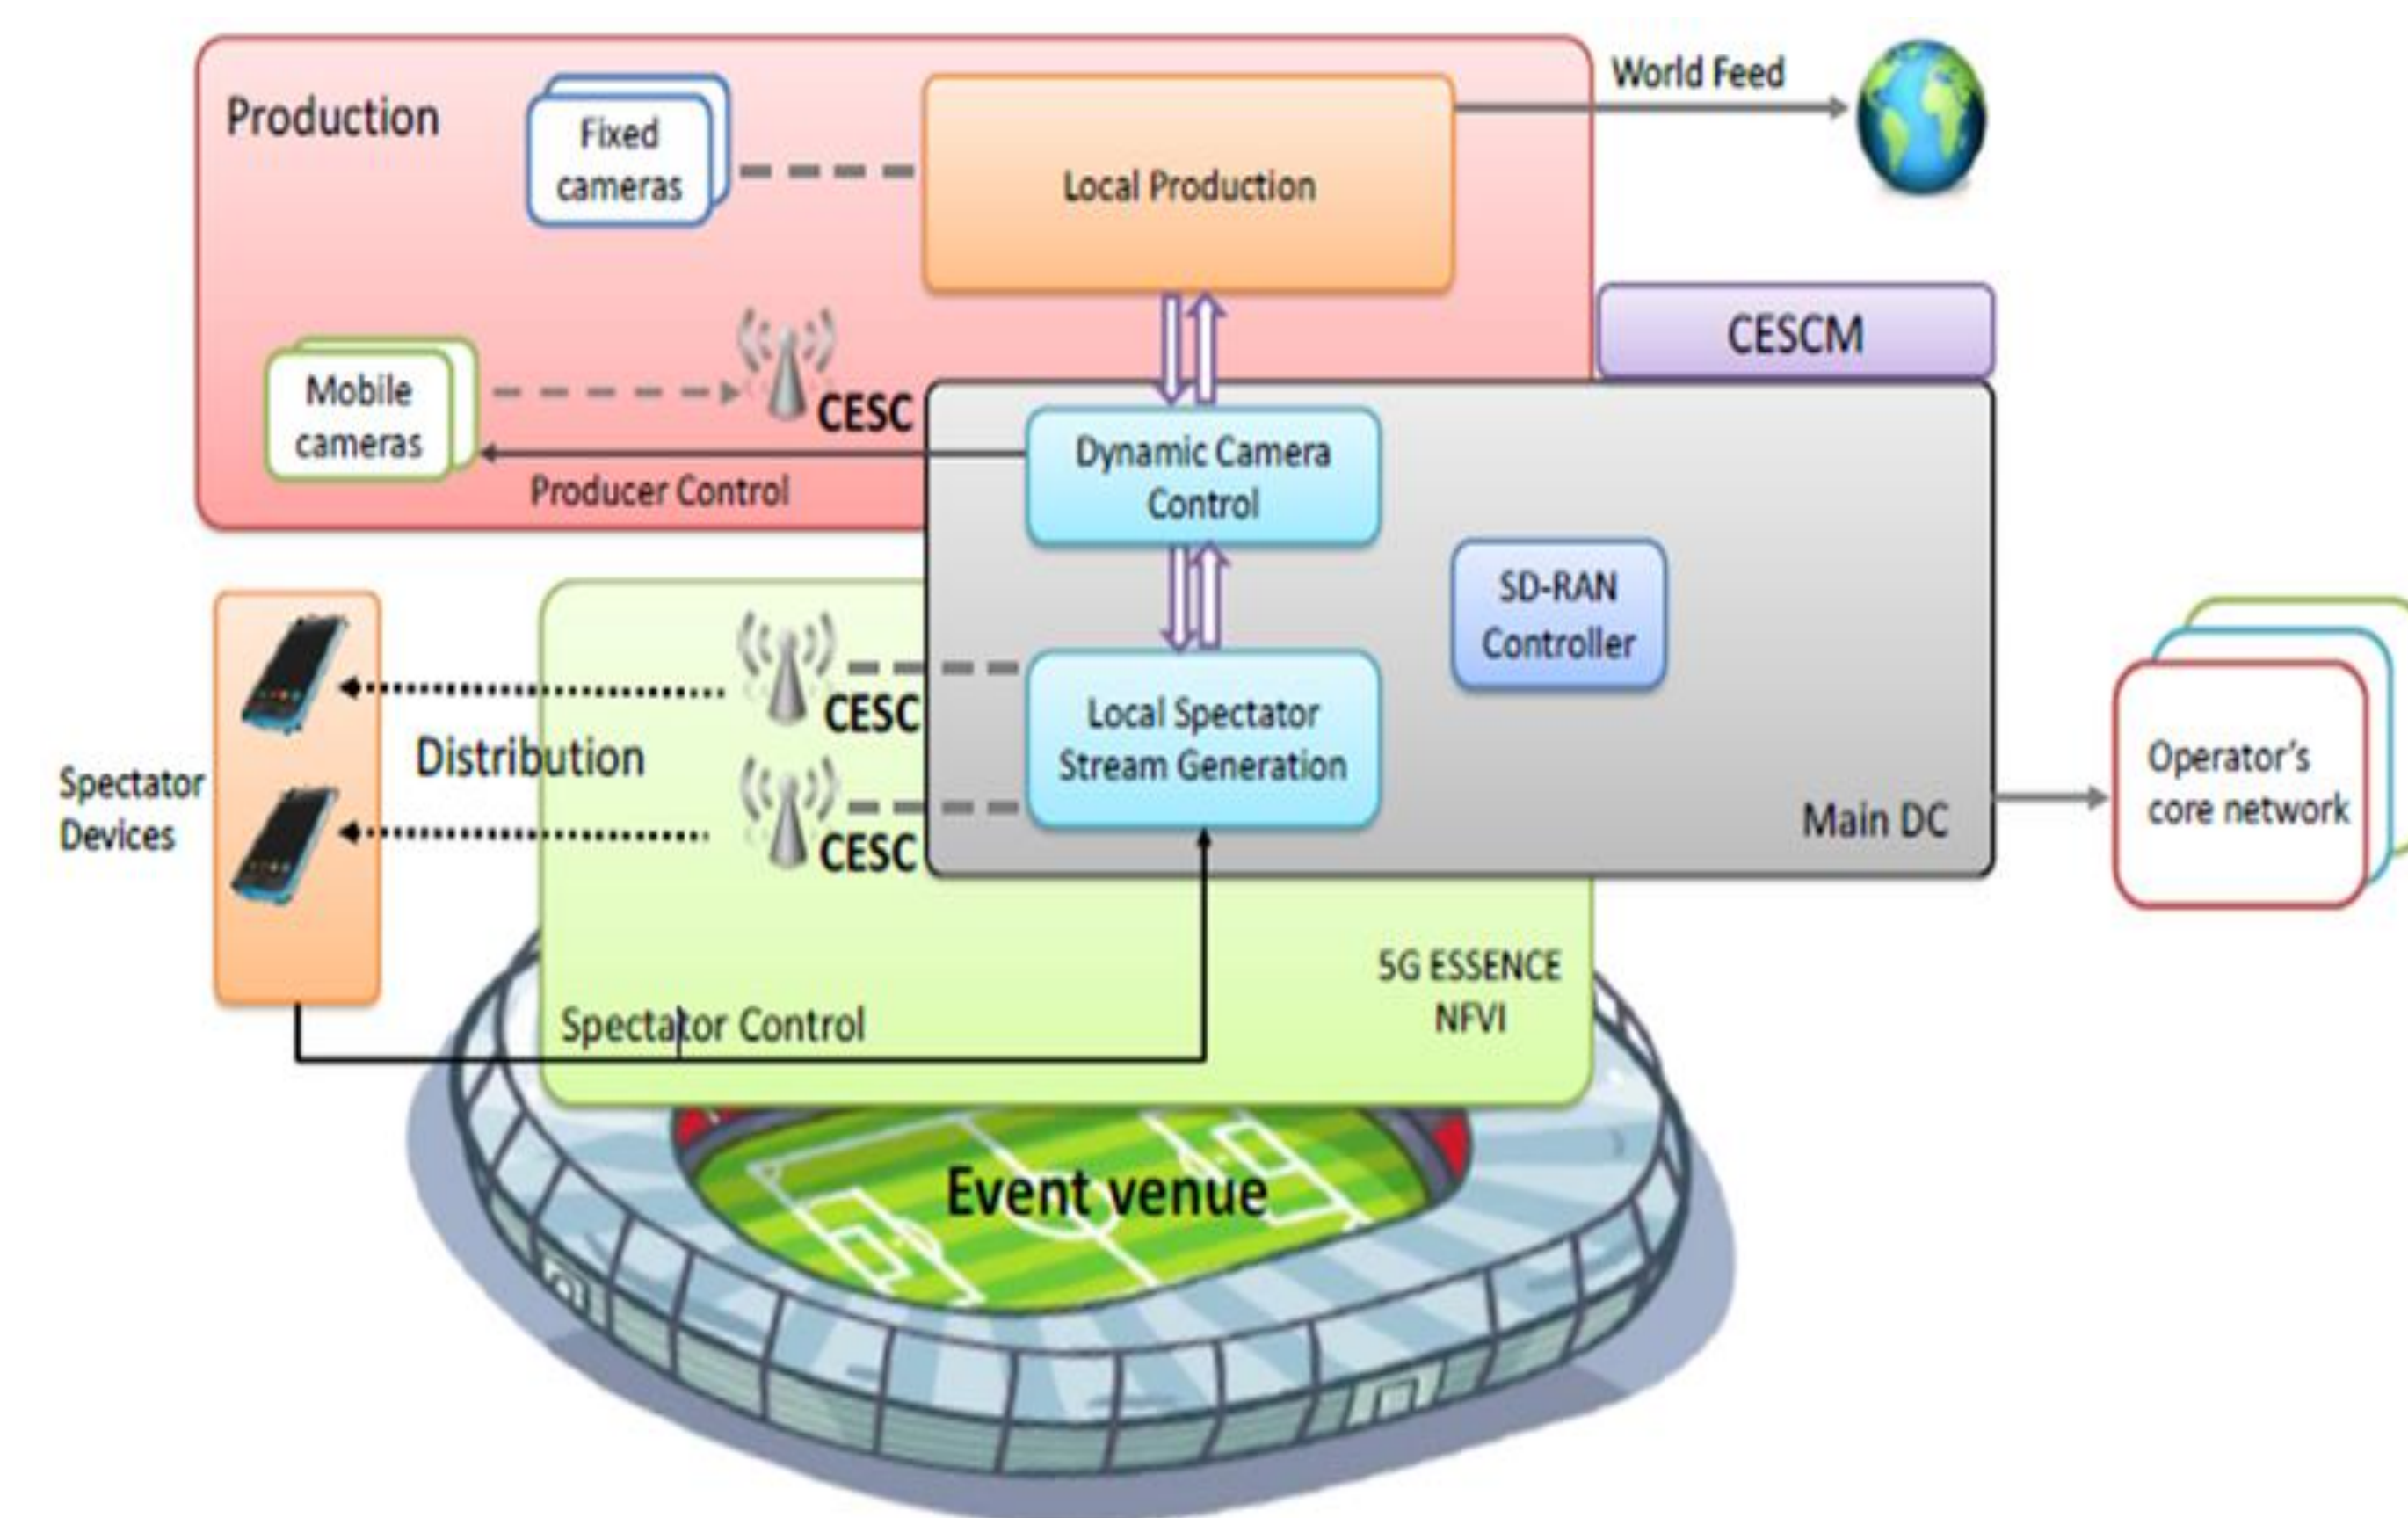 World Feed
Production
Fixed
cameras
Local Production
CESCM
Mobile
cameras
CESC
Dynamic Camera
Control
Producer Control
SD-RAN
Controller
CESC
Local Spectator
Stream Generation
Distribution
Spectator
Devices
CESC
Main DC
Operator's
core network
5G ESSENCE
NFVI
Spectator Control
Event venue